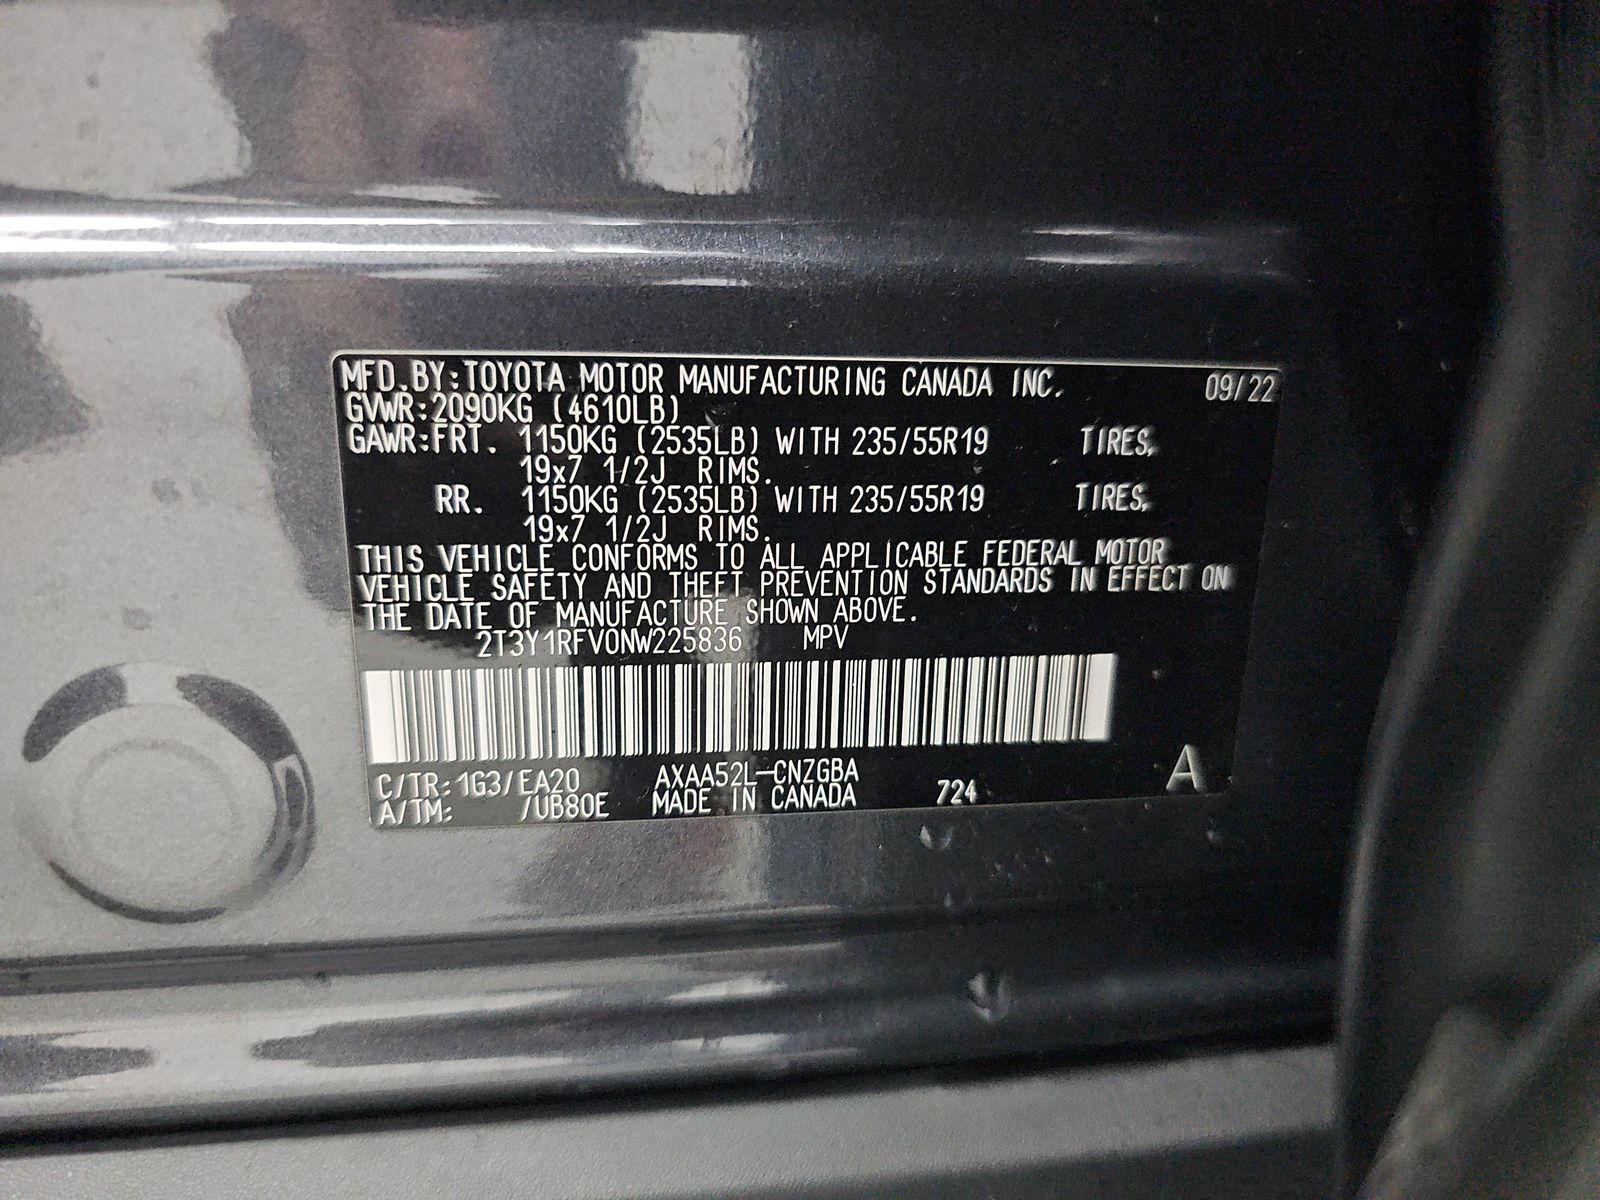 MFD.BY:TOYOTA MOTOR MANUFACTURING CANADA INC. 09/22
GVWR:2090KG (4610LB)
GAWR:FRT. 1150KG (2535LB) WITH 235/55R19 TIRES,
19x7 1/2J RIMS.
RR. 1150KG (2535LB) WITH 235/55R19 TIRES,
19x7 1/2J RIMS.
THIS VEHICLE CONFORMS TO ALL APPLICABLE FEDERAL MOTOR
VEHICLE SAFETY AND THEFT PREVENTION STANDARDS IN EFFECT ON
THE DATE OF MANUFACTURE SHOWN ABOVE.
2T3Y1RFV0NW225836 MPV
C/TR:1G3/EA20 AXAA52L-CNZGBA
A/TM: /UB80E MADE IN CANADA 724 A